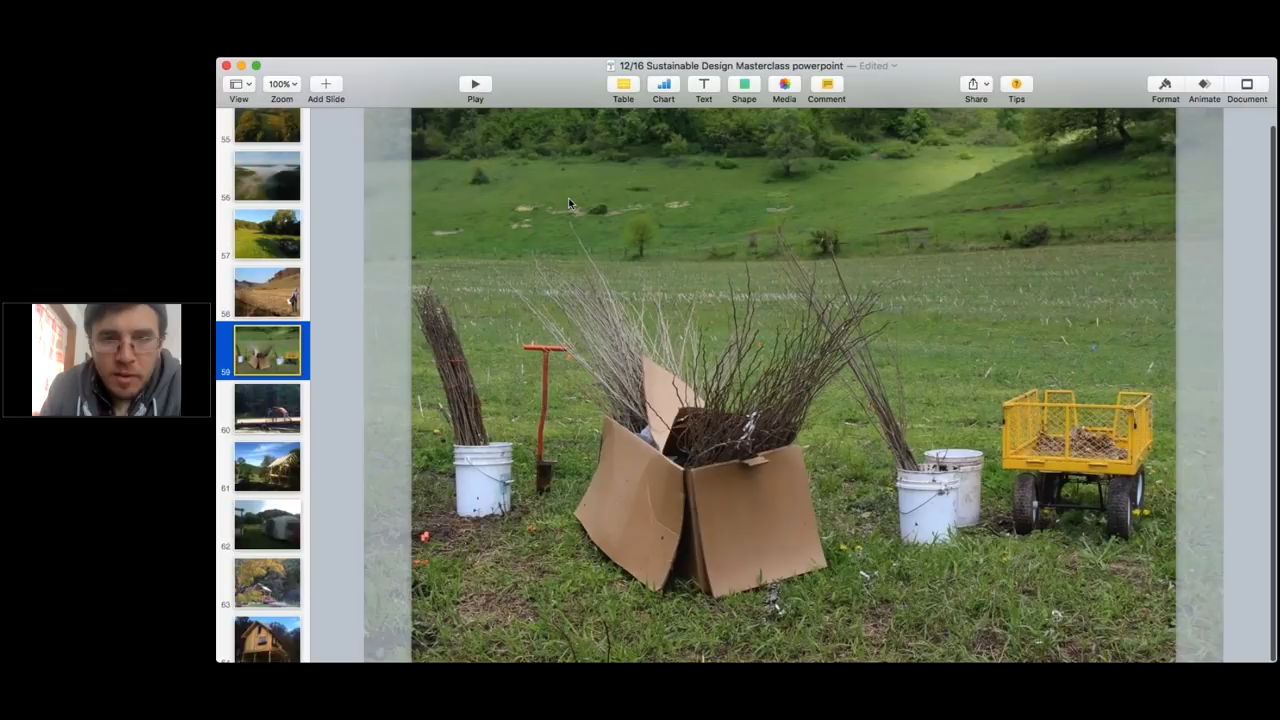 12/16 Sustainable Design Masterclass powerpoint — Edited
100%
View
Zoom
Add Slide
Play
Table
Chart
Text
Shape
Media
Comment
Share
Tips
Format
Animate
Document
55
56
57
58
59
60
61
62
63